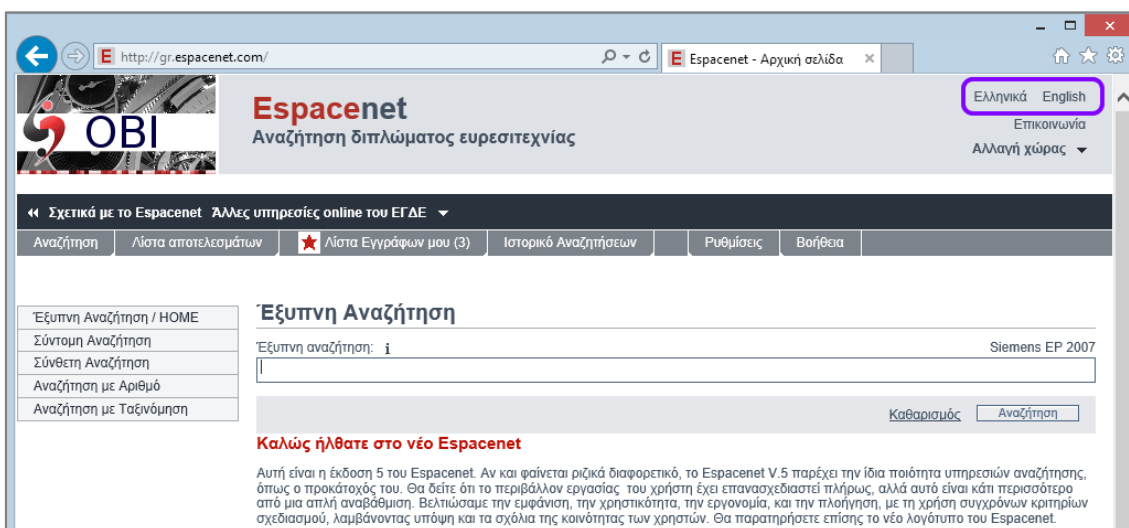 http://gr.espacenet.com/
Espacenet - Αρχική σελίδα
OBI
Espacenet
Αναζήτηση διπλώματος ευρεσιτεχνίας
Ελληνικά English
Επικοινωνία
Αλλαγή χώρας
Σχετικά με το Espacenet Άλλες υπηρεσίες online του ΕΓΔΕ
Αναζήτηση Λίστα αποτελεσμάτων Λίστα Εγγράφων μου (3) Ιστορικό Αναζητήσεων Ρυθμίσεις Βοήθεια
Έξυπνη Αναζήτηση / HOME
Σύντομη Αναζήτηση
Σύνθετη Αναζήτηση
Αναζήτηση με Αριθμό
Αναζήτηση με Ταξινόμηση
Έξυπνη Αναζήτηση
Έξυπνη αναζήτηση: i Siemens EP 2007
Καθαρισμός Αναζήτηση
Καλώς ήλθατε στο νέο Espacenet
Αυτή είναι η έκδοση 5 του Espacenet. Αν και φαίνεται ριζικά διαφορετικό, το Espacenet V.5 παρέχει την ίδια ποιότητα υπηρεσιών αναζήτησης,
όπως ο προκάτοχός του. Θα δείτε ότι το περιβάλλον εργασίας του χρήστη έχει επανασχεδιαστεί πλήρως, αλλά αυτό είναι κάτι περισσότερο
από μια απλή αναβάθμιση. Βελτιώσαμε την εμφάνιση, την χρηστικότητα, την εργονομία, και την πλοήγηση, με τη χρήση συγχρόνων κριτηρίων
σχεδιασμού, λαμβάνοντας υπόψη και τα σχόλια της κοινότητας των χρηστών. Θα παρατηρήσετε επίσης το νέο λογότυπο του Espacenet.